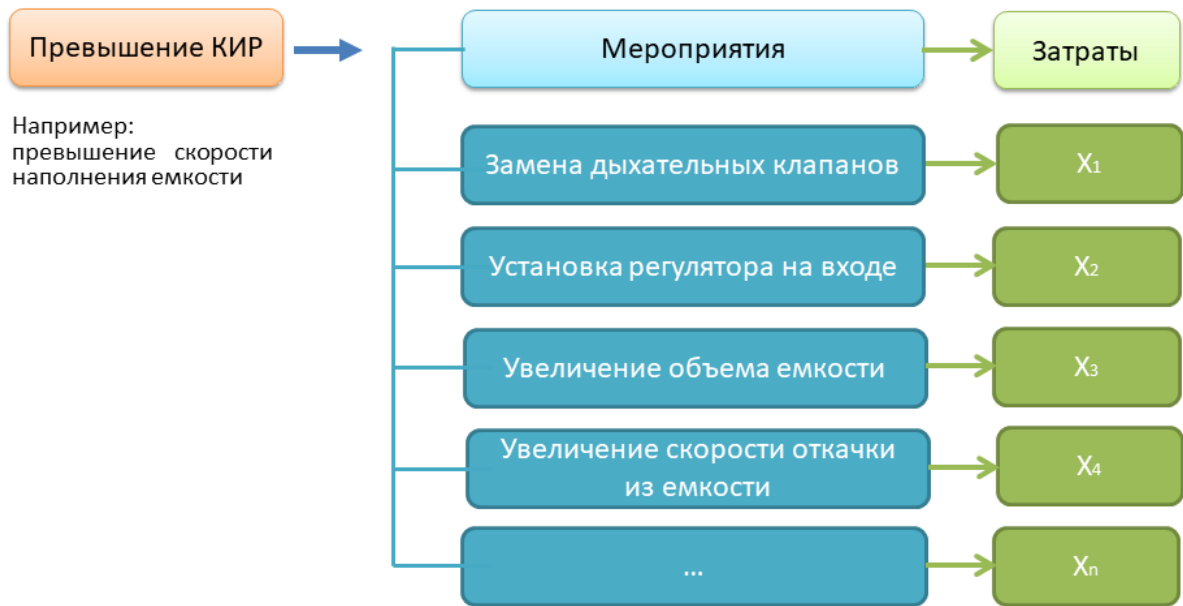 Превышение КИР
Мероприятия
Затраты
Например:
превышение скорости
наполнения емкости
Замена дыхательных клапанов
X1
Установка регулятора на входе
X2
Увеличение объема емкости
X3
Увеличение скорости откачки
из емкости
X4
...
Xn